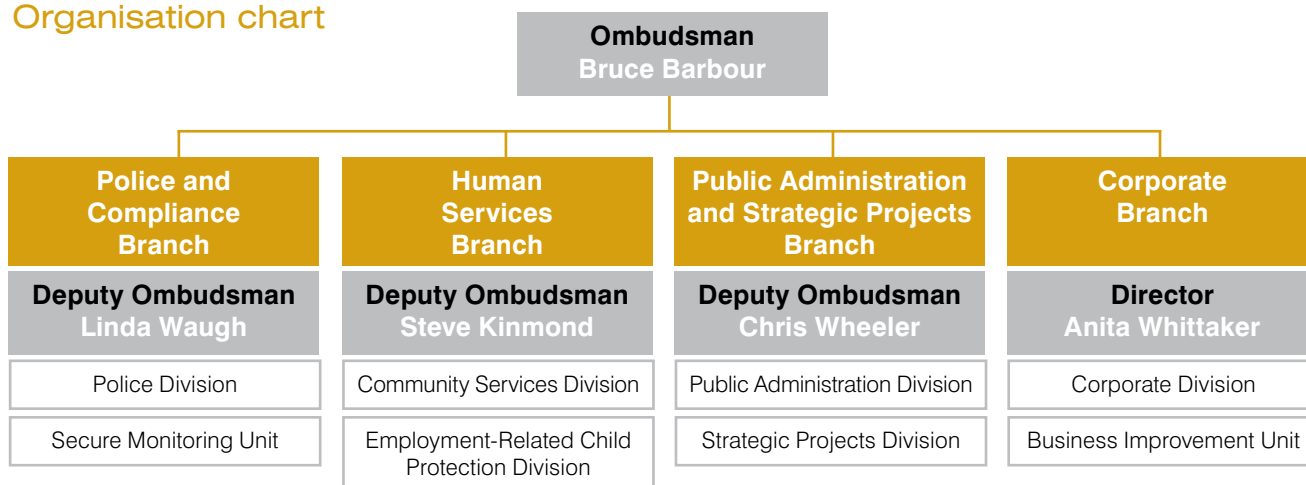 Organisation chart
Ombudsman
Bruce Barbour
Police and
Compliance
Branch
Deputy Ombudsman
Linda Waugh
Police Division
Secure Monitoring Unit
Human
Services
Branch
Deputy Ombudsman
Steve Kinmond
Community Services Division
Employment-Related Child
Protection Division
Public Administration
and Strategic Projects
Branch
Deputy Ombudsman
Chris Wheeler
Public Administration Division
Strategic Projects Division
Corporate
Branch
Director
Anita Whittaker
Corporate Division
Business Improvement Unit